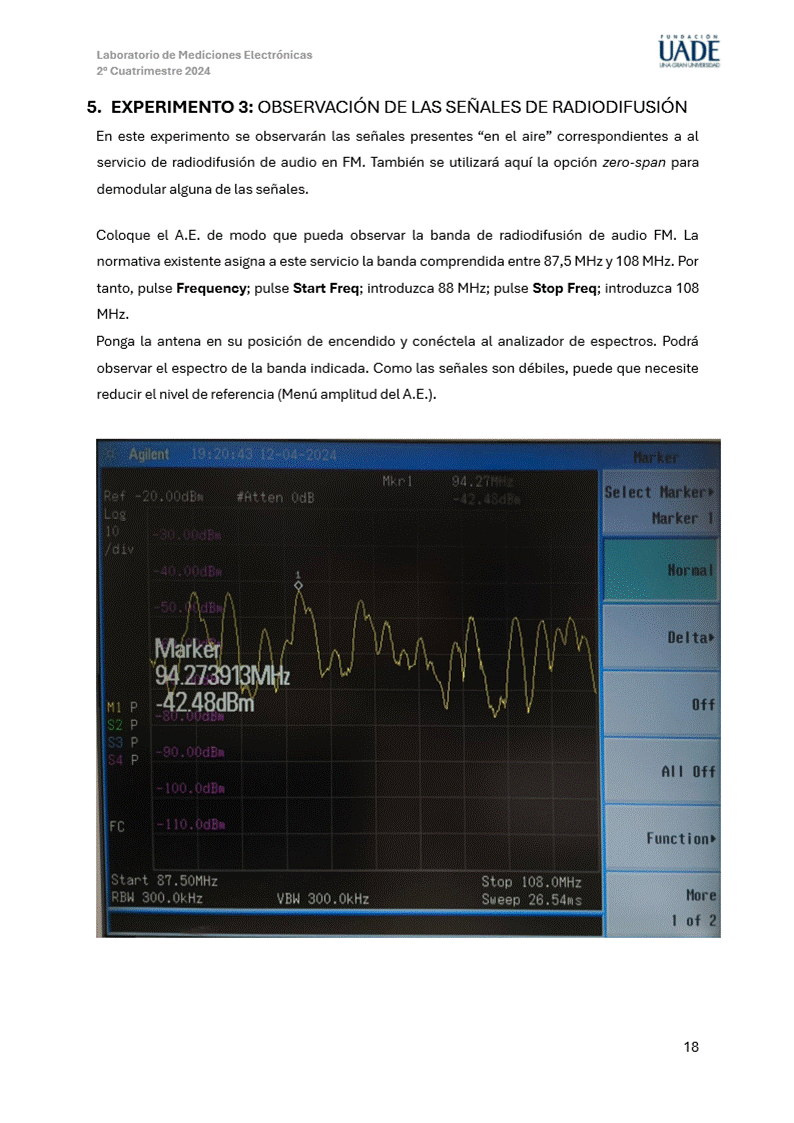 Laboratorio de Mediciones Electrónicas
2º Cuatrimestre 2024
FUNDACIÓN
UADE
UNA GRAN UNIVERSIDAD
5. EXPERIMENTO 3: OBSERVACIÓN DE LAS SEÑALES DE RADIODIFUSIÓN
En este experimento se observarán las señales presentes “en el aire” correspondientes a al
servicio de radiodifusión de audio en FM. También se utilizará aquí la opción zero-span para
demodular alguna de las señales.
Coloque el A.E. de modo que pueda observar la banda de radiodifusión de audio FM. La
normativa existente asigna a este servicio la banda comprendida entre 87,5 MHz y 108 MHz. Por
tanto, pulse Frequency; pulse Start Freq; introduzca 88 MHz; pulse Stop Freq; introduzca 108
MHz.
Ponga la antena en su posición de encendido y conéctela al analizador de espectros. Podrá
observar el espectro de la banda indicada. Como las señales son débiles, puede que necesite
reducir el nivel de referencia (Menú amplitud del A.E.).
Agilent 19:20:43 12-04-2024
Marker
Mkr1 94.27MHz
-42.48dBm
Ref -20.00dBm #Atten 0dB
Log
10
/div
-30.00dBm
-40.00dBm
-50.00dBm
1
Marker
94.273913MHz
-42.48dBm
-80.00dBm
-90.00dBm
-100.0dBm
-110.0dBm
M1 P
S2 P
S3 P
S4 P
FC
Start 87.50MHz
Stop 108.0MHz
RBW 300.0kHz
VBW 300.0kHz
Sweep 26.54ms
Select Marker
Marker 1
Normal
Delta
Off
All Off
Function
More
1 of 2
18